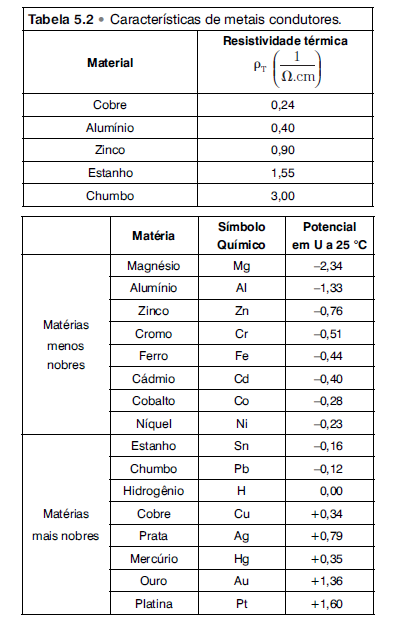 Tabela 5.2 • Características de metais condutores.
Material
Resistividade térmica
ρT (1/Ω.cm)
Cobre 0,24
Alumínio 0,40
Zinco 0,90
Estanho 1,55
Chumbo 3,00
Matéria
Símbolo
Químico
Potencial
em U a 25 °C
Matérias
menos
nobres
Magnésio Mg –2,34
Alumínio Al –1,33
Zinco Zn –0,76
Cromo Cr –0,51
Ferro Fe –0,44
Cádmio Cd –0,40
Cobalto Co –0,28
Níquel Ni –0,23
Matérias
mais nobres
Estanho Sn –0,16
Chumbo Pb –0,12
Hidrogênio H 0,00
Cobre Cu +0,34
Prata Ag +0,79
Mercúrio Hg +0,35
Ouro Au +1,36
Platina Pt +1,60